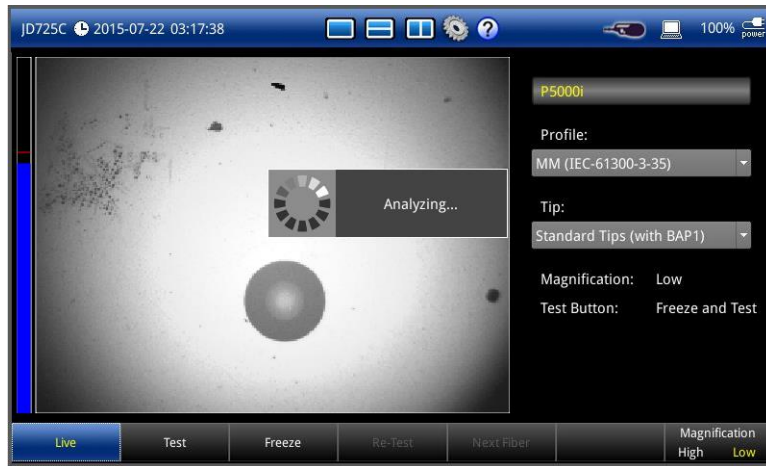 JD725C 2015-07-22 03:17:38
?
100%
power
P5000i
Profile:
MM (IEC-61300-3-35)
Tip:
Standard Tips (with BAP1)
Magnification: Low
Test Button: Freeze and Test
Analyzing...
Live
Test
Freeze
Re-Test
Next Fiber
Magnification
High Low